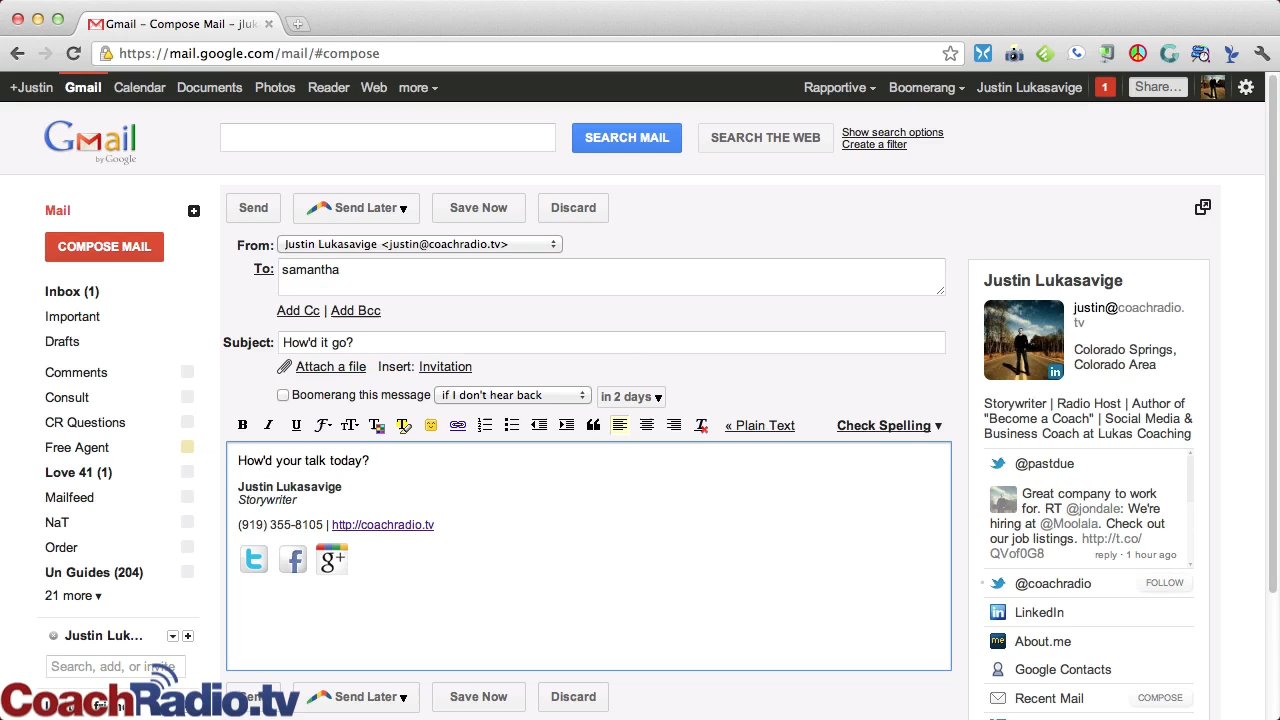 Gmail – Compose Mail – jluk
https://mail.google.com/mail/#compose
+Justin Gmail Calendar Documents Photos Reader Web more
Rapportive Boomerang Justin Lukasavige 1 Share...
Gmail
by Google
SEARCH MAIL
SEARCH THE WEB
Show search options
Create a filter
Mail
COMPOSE MAIL
Inbox (1)
Important
Drafts
Comments
Consult
CR Questions
Free Agent
Love 41 (1)
Mailfeed
NaT
Order
Un Guides (204)
21 more
Justin Luk...
Search, add, or invite
Send Send Later Save Now Discard
From: Justin Lukasavige <justin@coachradio.tv>
To: samantha
Add Cc | Add Bcc
Subject: How'd it go?
Attach a file Insert: Invitation
Boomerang this message if I don't hear back in 2 days
B I U « Plain Text Check Spelling
How'd your talk today?
Justin Lukasavige
Storywriter
(919) 355-8105 | http://coachradio.tv
Send Later Save Now Discard
Justin Lukasavige
justin@coachradio.
tv
Colorado Springs,
Colorado Area
Storywriter | Radio Host | Author of
"Become a Coach" | Social Media &
Business Coach at Lukas Coaching
@pastdue
Great company to work
for. RT @jondale: We're
hiring at @Moolala. Check out
our job listings. http://t.co/
QVof0G8 reply · 1 hour ago
@coachradio FOLLOW
LinkedIn
About.me
Google Contacts
Recent Mail COMPOSE
CoachRadio.tv